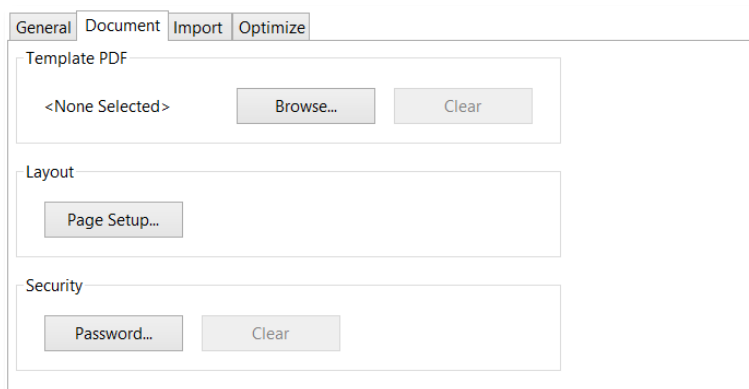 General Document Import Optimize
Template PDF
<None Selected> Browse... Clear
Layout
Page Setup...
Security
Password... Clear